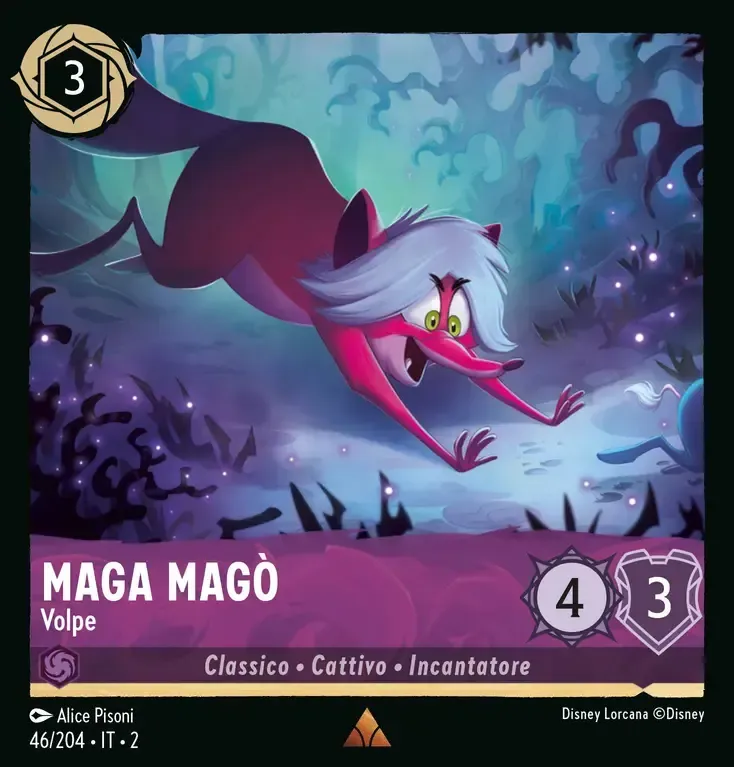 3
MAGA MAGÒ
Volpe
4
3
Classico • Cattivo • Incantatore
Alice Pisoni
Disney Lorcana ©Disney
46/204 • IT • 2